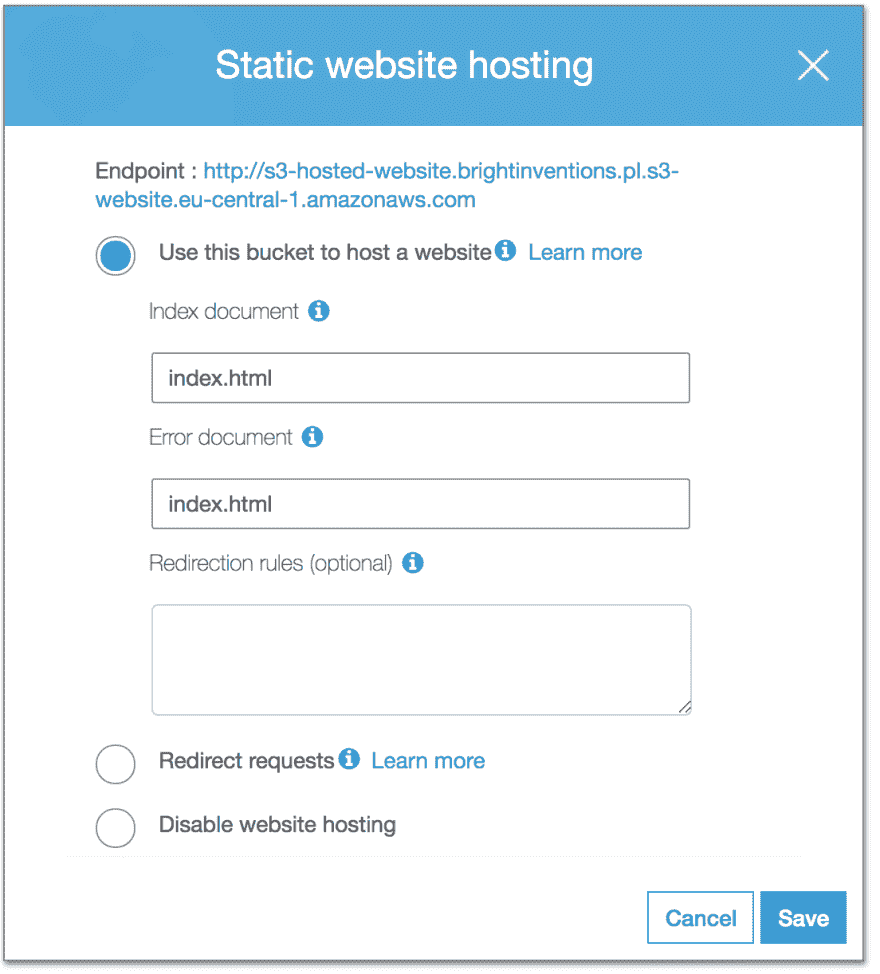 Static website hosting
Endpoint : http://s3-hosted-website.brightinventions.pl.s3-
website.eu-central-1.amazonaws.com
Use this bucket to host a website Learn more
Index document
index.html
Error document
index.html
Redirection rules (optional)
Redirect requests Learn more
Disable website hosting
Cancel Save